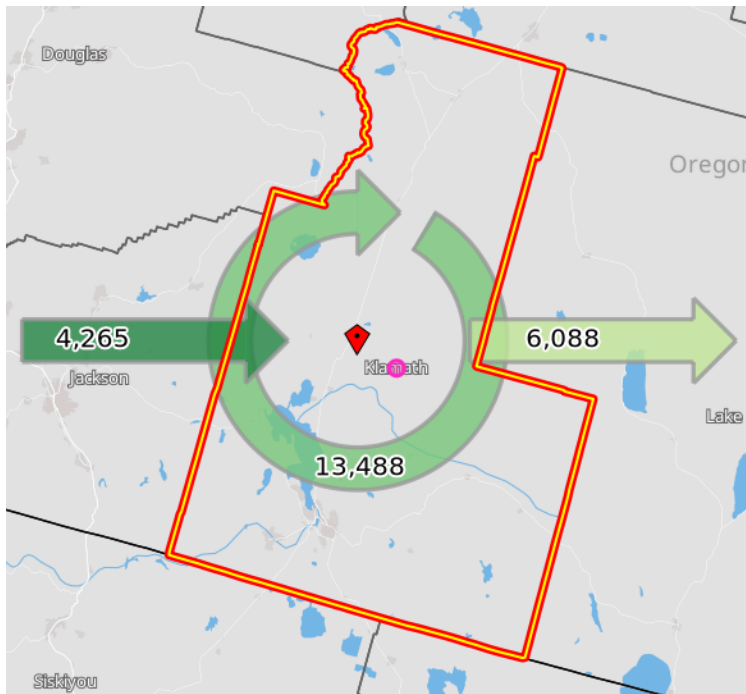 Douglas
Oregon
4,265
6,088
Klamath
Jackson
Lake
13,488
Siskiyou